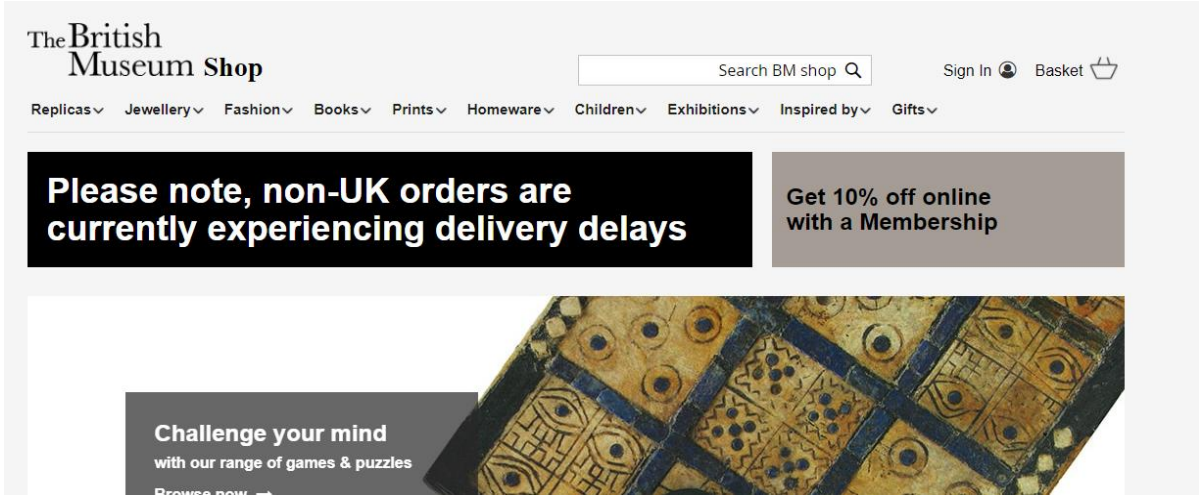 The British
Museum Shop
Search BM shop
Sign In
Basket
Replicas Jewellery Fashion Books Prints Homeware Children Exhibitions Inspired by Gifts
Please note, non-UK orders are
currently experiencing delivery delays
Get 10% off online
with a Membership
Challenge your mind
with our range of games & puzzles
Browse now →